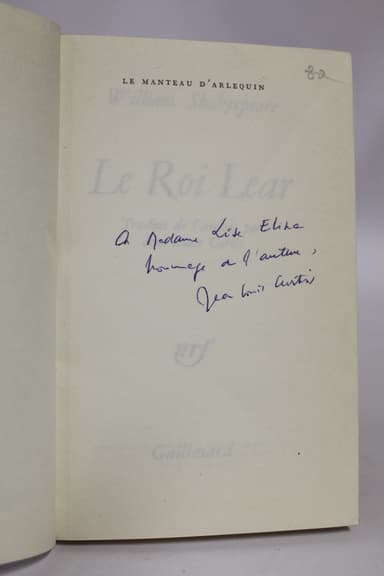 LE MANTEAU D'ARLEQUIN
William Shakespeare
Le Roi Lear
A Madame Lise Elina
hommage de l'auteur,
Jean Louis Curtis
nrf
Gallimard